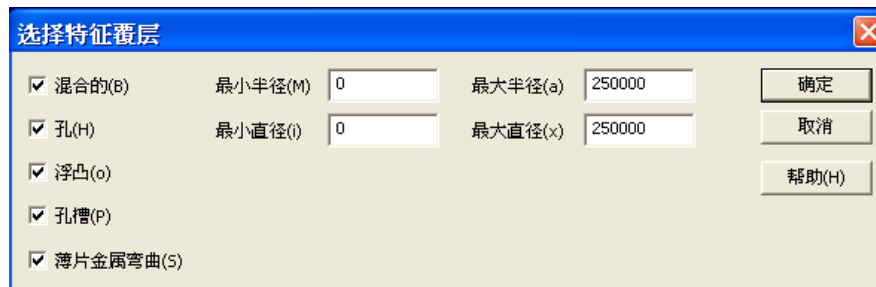 选择特征覆层
混合的(B) 最小半径(M) 0 最大半径(a) 250000 确定
孔(H) 最小直径(i) 0 最大直径(x) 250000 取消
浮凸(o) 帮助(H)
孔槽(P)
薄片金属弯曲(S)